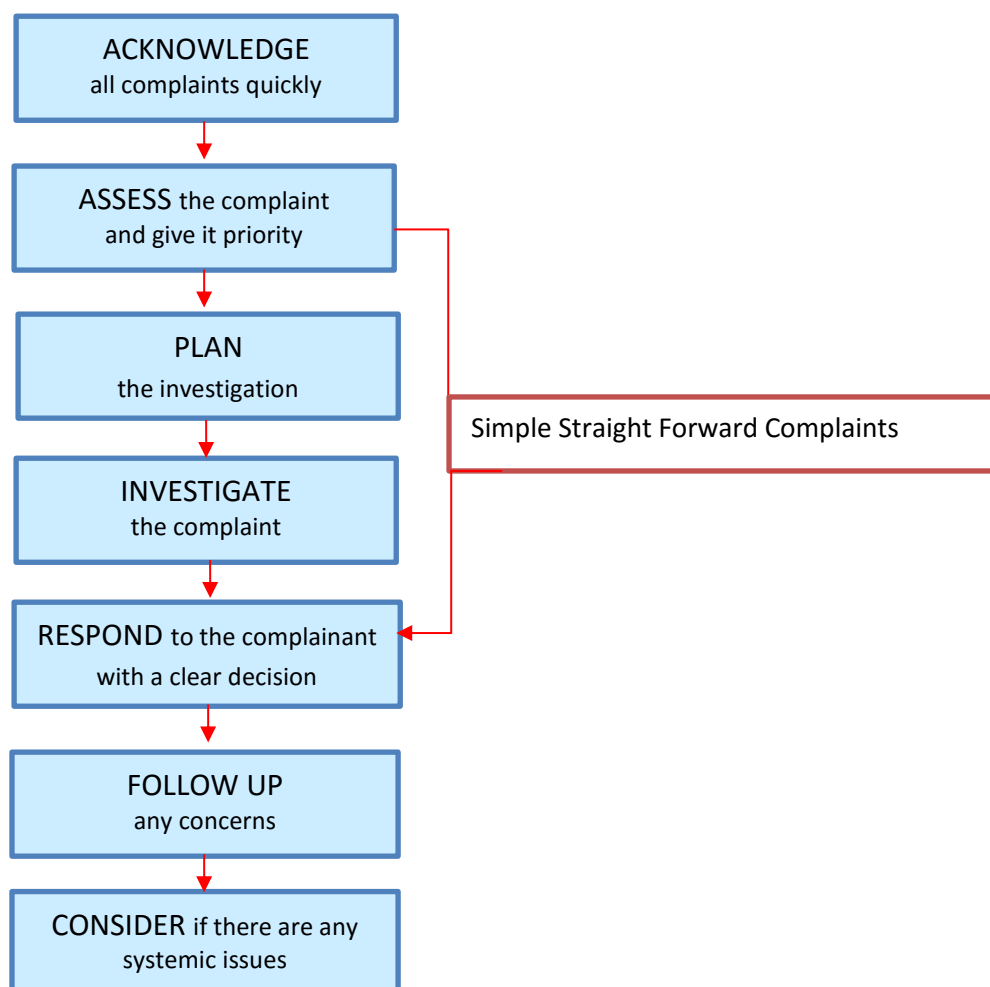 ACKNOWLEDGE
all complaints quickly
ASSESS the complaint
and give it priority
PLAN
the investigation
Simple Straight Forward Complaints
INVESTIGATE
the complaint
RESPOND to the complainant
with a clear decision
FOLLOW UP
any concerns
CONSIDER if there are any
systemic issues